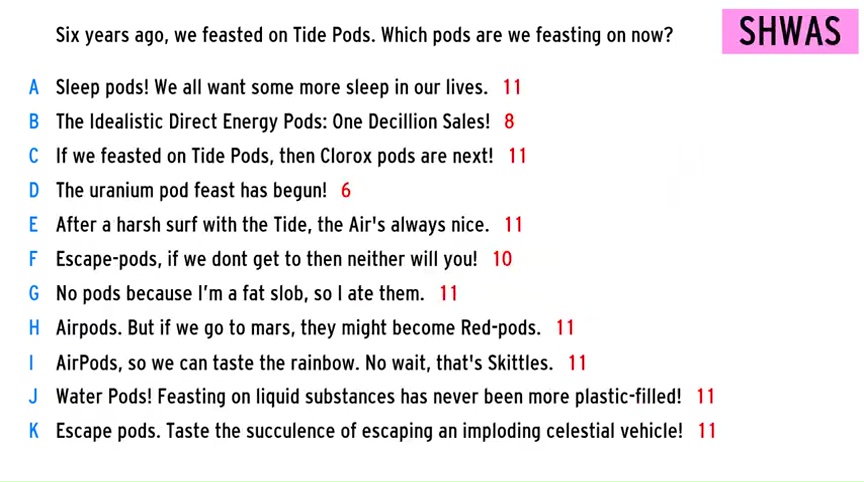 Six years ago, we feasted on Tide Pods. Which pods are we feasting on now?
SHWAS
A Sleep pods! We all want some more sleep in our lives. 11
B The Idealistic Direct Energy Pods: One Decillion Sales! 8
C If we feasted on Tide Pods, then Clorox pods are next! 11
D The uranium pod feast has begun! 6
E After a harsh surf with the Tide, the Air's always nice. 11
F Escape-pods, if we dont get to then neither will you! 10
G No pods because I'm a fat slob, so I ate them. 11
H Airpods. But if we go to mars, they might become Red-pods. 11
I AirPods, so we can taste the rainbow. No wait, that's Skittles. 11
J Water Pods! Feasting on liquid substances has never been more plastic-filled! 11
K Escape pods. Taste the succulence of escaping an imploding celestial vehicle! 11